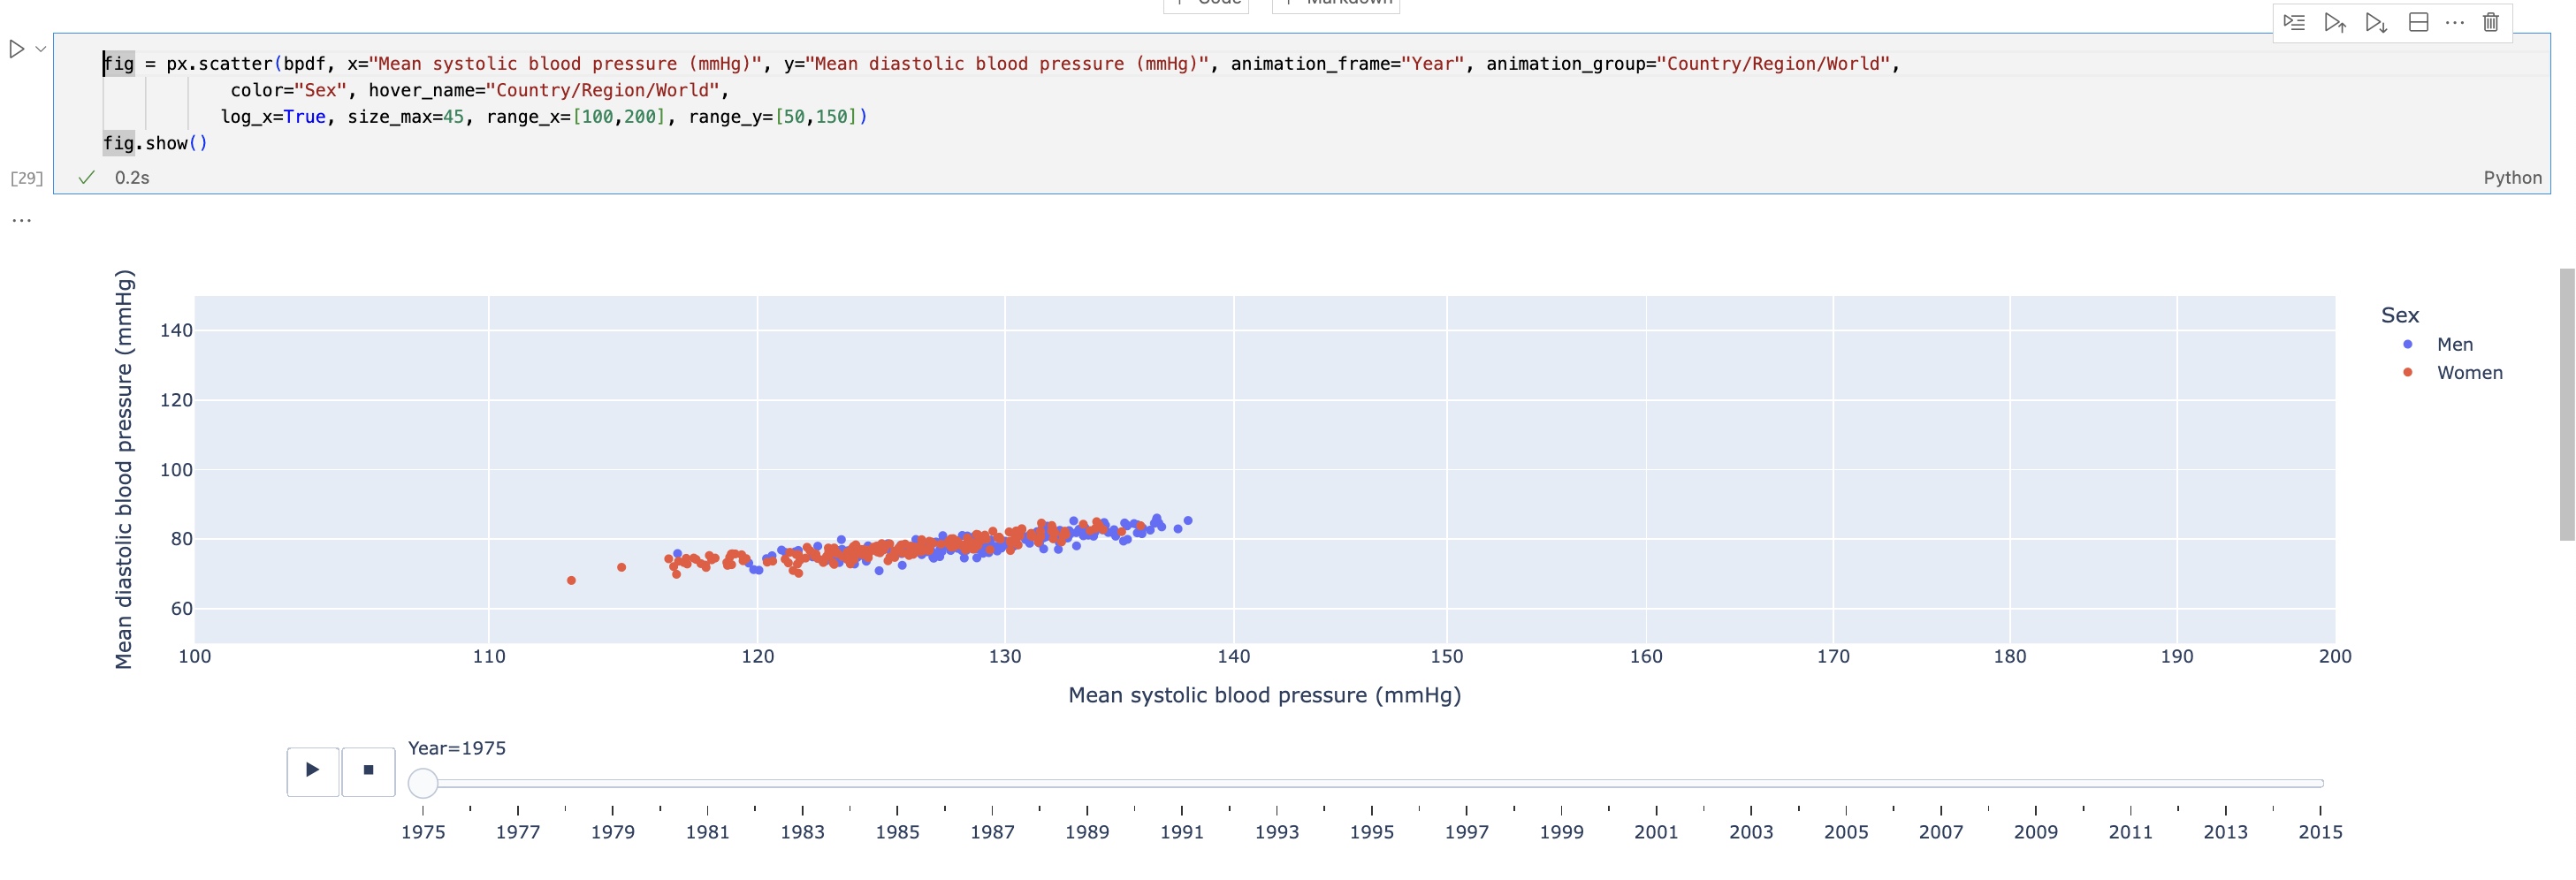 Code Markdown
fig = px.scatter(bpdf, x="Mean systolic blood pressure (mmHg)", y="Mean diastolic blood pressure (mmHg)", animation_frame="Year", animation_group="Country/Region/World",
color="Sex", hover_name="Country/Region/World",
log_x=True, size_max=45, range_x=[100,200], range_y=[50,150])
fig.show()
[29] 0.2s Python
Mean diastolic blood pressure (mmHg)
140
120
100
80
60
100 110 120 130 140 150 160 170 180 190 200
Mean systolic blood pressure (mmHg)
Sex
Men
Women
Year=1975
1975 1977 1979 1981 1983 1985 1987 1989 1991 1993 1995 1997 1999 2001 2003 2005 2007 2009 2011 2013 2015